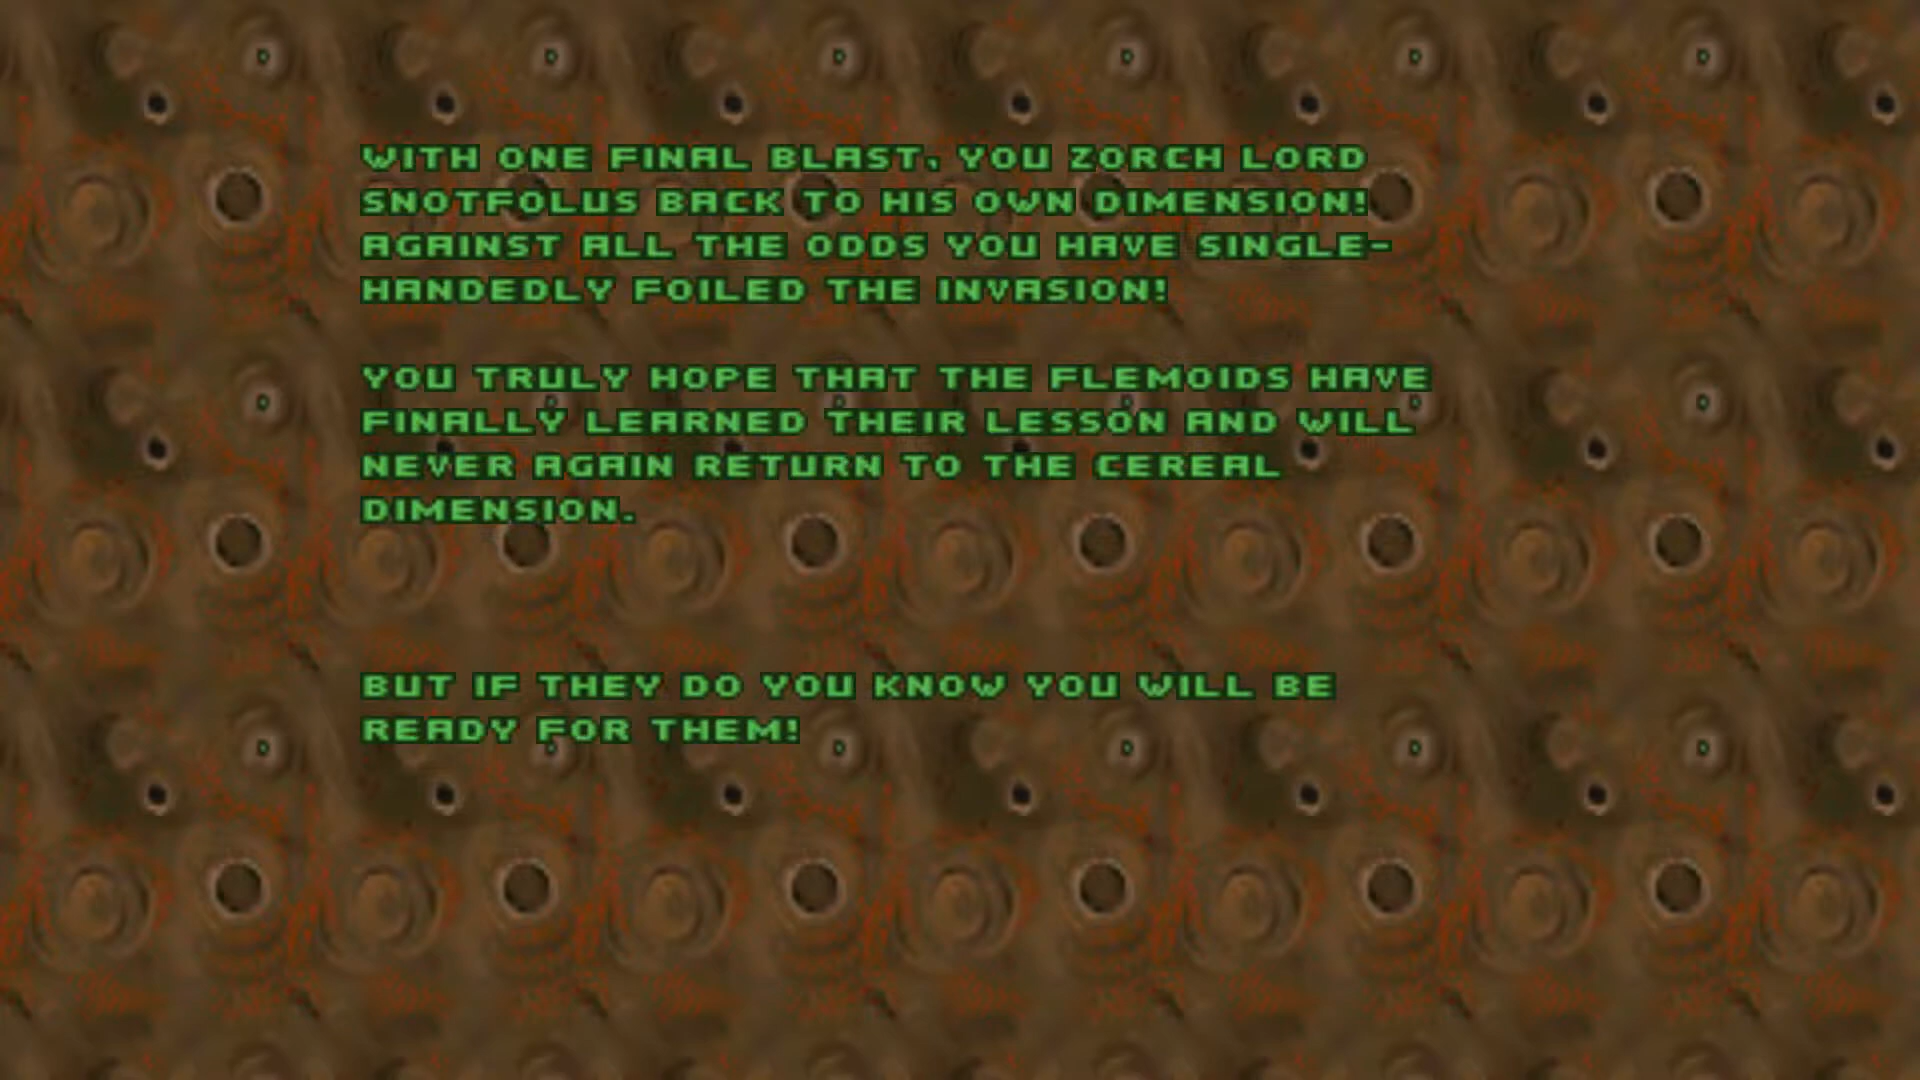 WITH ONE FINAL BLAST, YOU ZORCH LORD
SNOTFOLUS BACK TO HIS OWN DIMENSION!
AGAINST ALL THE ODDS YOU HAVE SINGLE-
HANDEDLY FOILED THE INVASION!
YOU TRULY HOPE THAT THE FLEMOIDS HAVE
FINALLY LEARNED THEIR LESSON AND WILL
NEVER AGAIN RETURN TO THE CEREAL
DIMENSION.
BUT IF THEY DO YOU KNOW YOU WILL BE
READY FOR THEM!